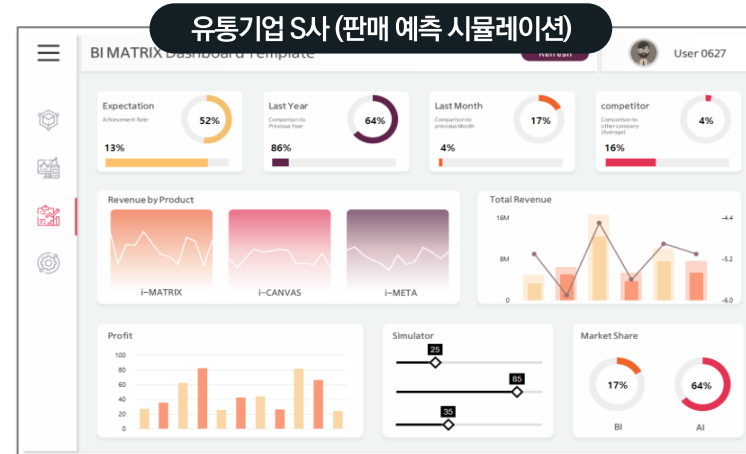 유통기업 S사 (판매 예측 시뮬레이션)
BI MATRIX Dashboard Template
Refresh
User 0627
Expectation
Achievement Rate
52%
13%
Last Year
Comparison to
Previous Year
64%
86%
Last Month
Comparison to
previous Month
17%
4%
competitor
Comparison to
other company
(Average)
4%
16%
Revenue by Product
i-MATRIX
i-CANVAS
i-META
Total Revenue
16M
8M
0
-4.4
-5.2
-6.0
Profit
100
80
60
40
20
0
Simulator
25
85
35
Market Share
17%
BI
64%
AI